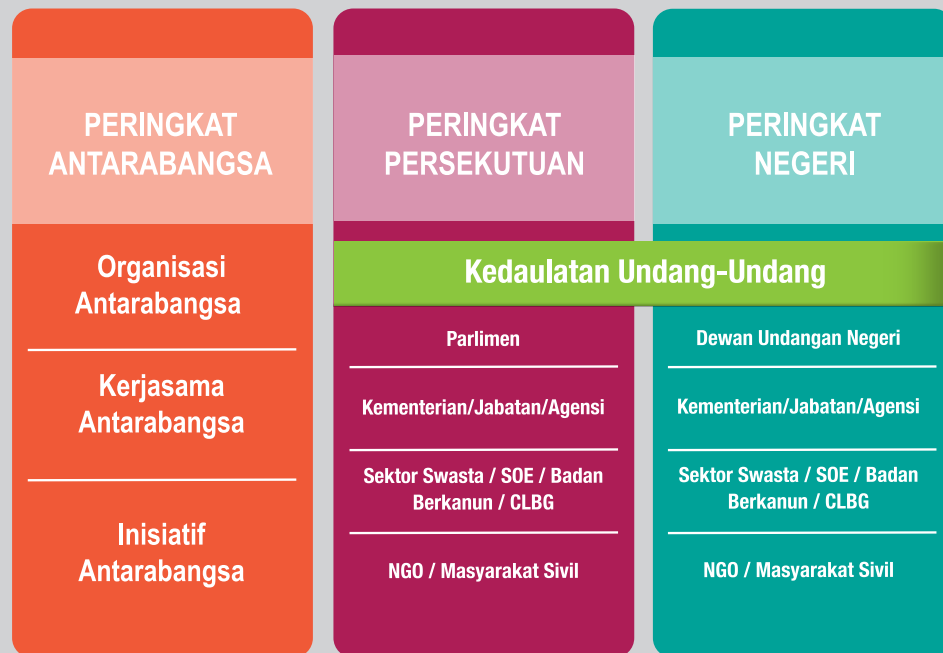 PERINGKAT
ANTARABANGSA
Organisasi
Antarabangsa
Kerjasama
Antarabangsa
Inisiatif
Antarabangsa
PERINGKAT
PERSEKUTUAN
PERINGKAT
NEGERI
Kedaulatan Undang-Undang
Parlimen
Kementerian/Jabatan/Agensi
Sektor Swasta / SOE / Badan
Berkanun / CLBG
NGO / Masyarakat Sivil
Dewan Undangan Negeri
Kementerian/Jabatan/Agensi
Sektor Swasta / SOE / Badan
Berkanun / CLBG
NGO / Masyarakat Sivil